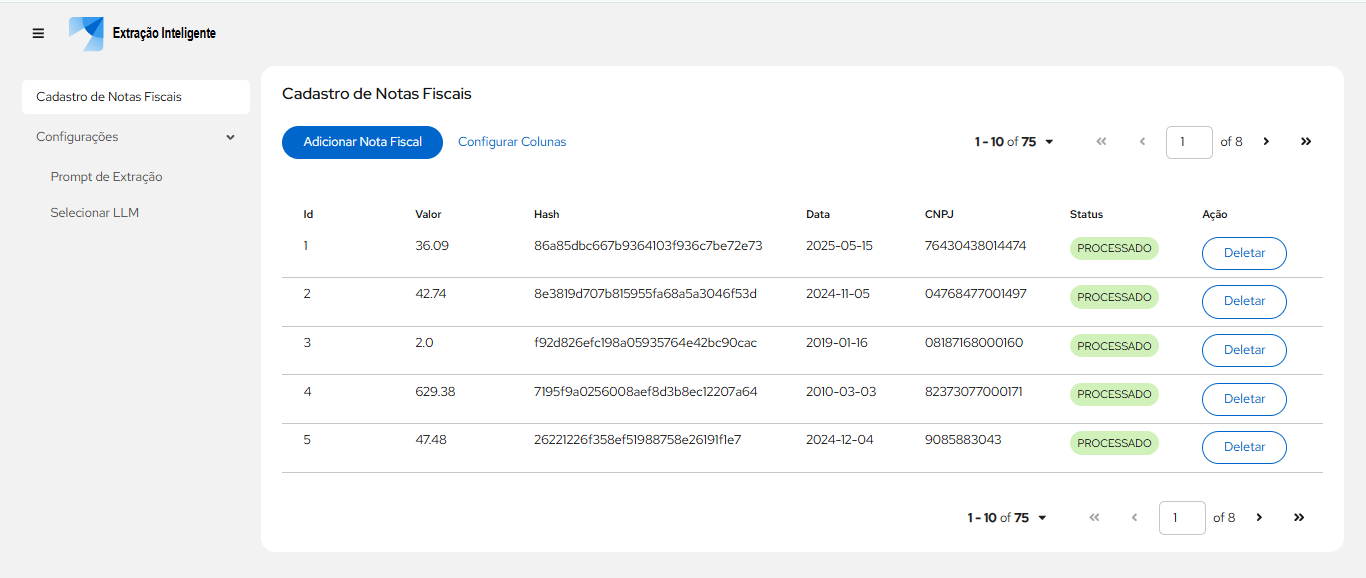 Extração Inteligente
Cadastro de Notas Fiscais
Configurações
Prompt de Extração
Selecionar LLM
Cadastro de Notas Fiscais
Adicionar Nota Fiscal Configurar Colunas 1 - 10 of 75 1 of 8
Id Valor Hash Data CNPJ Status Ação
1 36.09 86a85dbc667b9364103f936c7be72e73 2025-05-15 76430438014474 PROCESSADO Deletar
2 42.74 8e3819d707b815955fa68a5a3046f53d 2024-11-05 04768477001497 PROCESSADO Deletar
3 2.0 f92d826efc198a05935764e42bc90cac 2019-01-16 08187168000160 PROCESSADO Deletar
4 629.38 7195f9a0256008aef8d3b8ec12207a64 2010-03-03 82373077000171 PROCESSADO Deletar
5 47.48 26221226f358ef51988758e26191f1e7 2024-12-04 9085883043 PROCESSADO Deletar
1 - 10 of 75 1 of 8